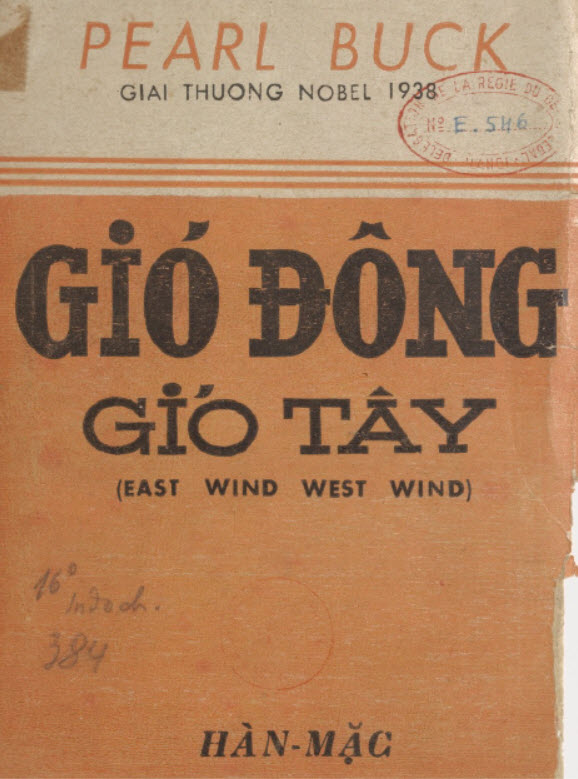 PEARL BUCK
GIAI THUONG NOBEL 1938
Nº E. 546
GIÓ ĐÔNG
GIÓ TÂY
(EAST WIND WEST WIND)
16º
Indoch.
384
HÀN-MẶC